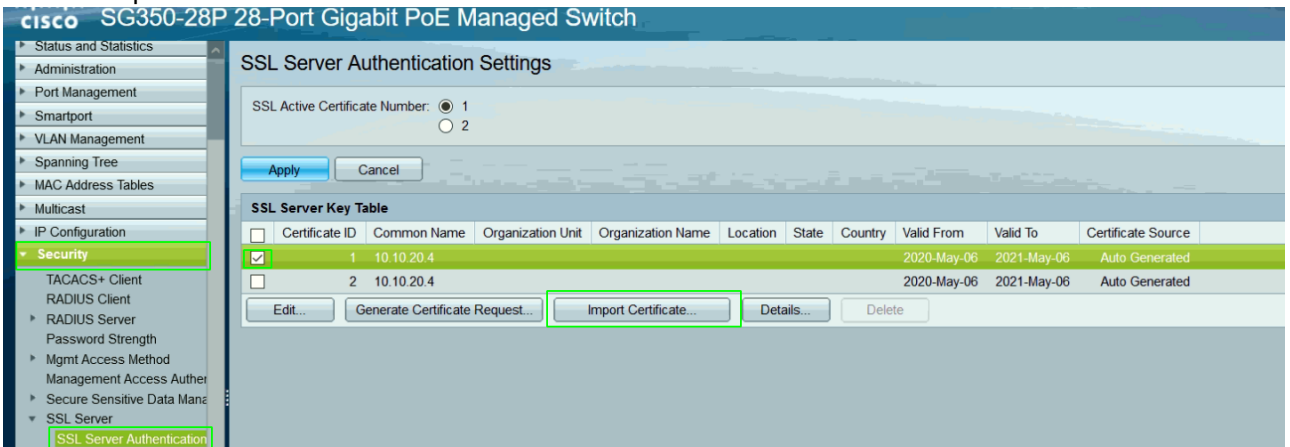 CISCO SG350-28P 28-Port Gigabit PoE Managed Switch
Status and Statistics
Administration
Port Management
Smartport
VLAN Management
Spanning Tree
MAC Address Tables
Multicast
IP Configuration
Security
TACACS+ Client
RADIUS Client
RADIUS Server
Password Strength
Mgmt Access Method
Management Access Auther
Secure Sensitive Data Mana
SSL Server
SSL Server Authentication
SSL Server Authentication Settings
SSL Active Certificate Number: 1
2
Apply Cancel
SSL Server Key Table
Certificate ID Common Name Organization Unit Organization Name Location State Country Valid From Valid To Certificate Source
1 10.10.20.4 2020-May-06 2021-May-06 Auto Generated
2 10.10.20.4 2020-May-06 2021-May-06 Auto Generated
Edit... Generate Certificate Request... Import Certificate... Details... Delete